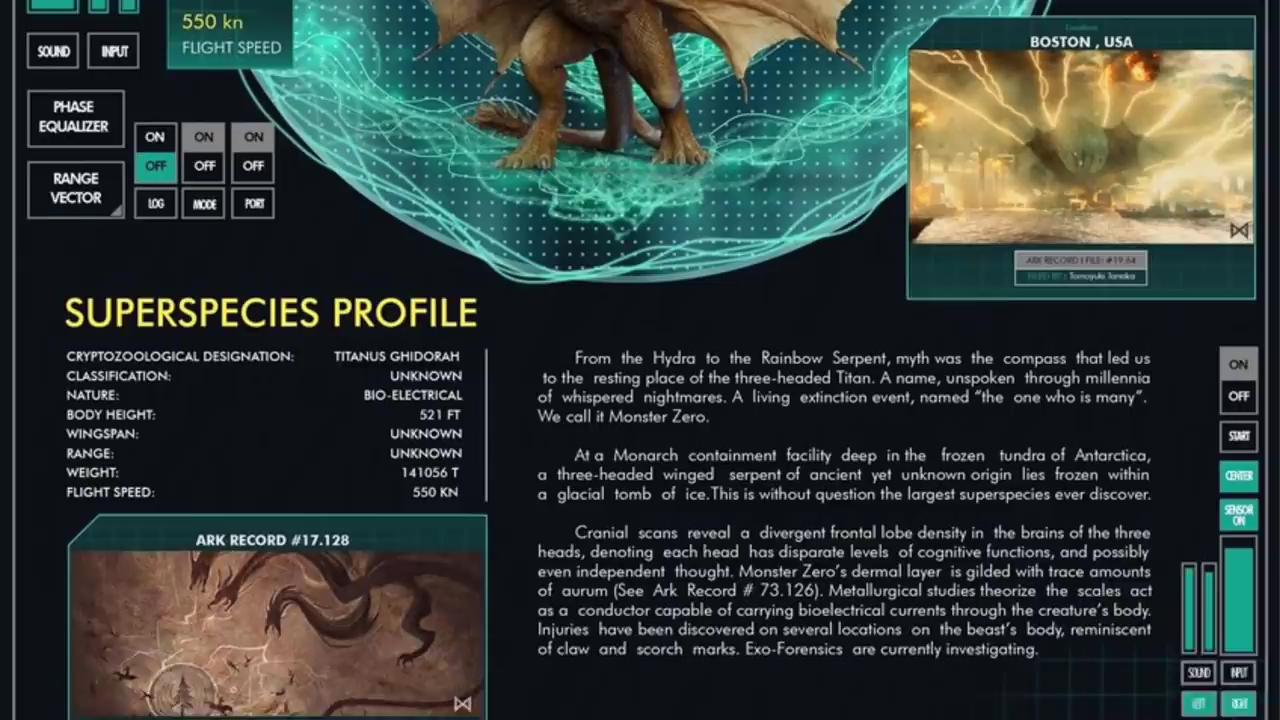 550 kn
FLIGHT SPEED
SOUND
INPUT
PHASE
EQUALIZER
ON
ON
ON
OFF
OFF
OFF
RANGE
VECTOR
LOG
MODE
PORT
BOSTON , USA
ARK RECORD | FILE: #19.64
Tomoyuki Tanaka
SUPERSPECIES PROFILE
CRYPTOZOOLOGICAL DESIGNATION: TITANUS GHIDORAH
CLASSIFICATION: UNKNOWN
NATURE: BIO-ELECTRICAL
BODY HEIGHT: 521 FT
WINGSPAN: UNKNOWN
RANGE: UNKNOWN
WEIGHT: 141056 T
FLIGHT SPEED: 550 KN
ARK RECORD #17.128
From the Hydra to the Rainbow Serpent, myth was the compass that led us
to the resting place of the three-headed Titan. A name, unspoken through millennia
of whispered nightmares. A living extinction event, named “the one who is many”.
We call it Monster Zero.
At a Monarch containment facility deep in the frozen tundra of Antarctica,
a three-headed winged serpent of ancient yet unknown origin lies frozen within
a glacial tomb of ice.This is without question the largest superspecies ever discover.
Cranial scans reveal a divergent frontal lobe density in the brains of the three
heads, denoting each head has disparate levels of cognitive functions, and possibly
even independent thought. Monster Zero’s dermal layer is gilded with trace amounts
of aurum (See Ark Record # 73.126). Metallurgical studies theorize the scales act
as a conductor capable of carrying bioelectrical currents through the creature’s body.
Injuries have been discovered on several locations on the beast’s body, reminiscent
of claw and scorch marks. Exo-Forensics are currently investigating.
ON
OFF
START
CENTER
SENSOR
ON
SOUND
INPUT
LEFT
RIGHT